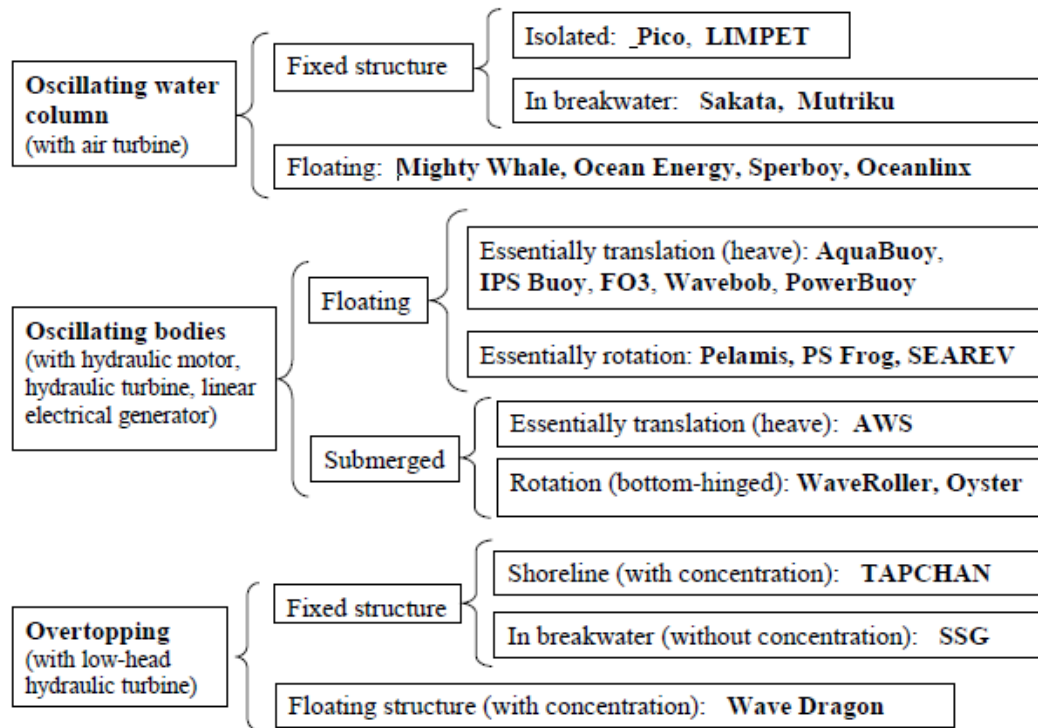 Oscillating water
column
(with air turbine)
Fixed structure
Isolated: _Pico, LIMPET
In breakwater: Sakata, Mutriku
Floating: Mighty Whale, Ocean Energy, Sperboy, Oceanlinx
Oscillating bodies
(with hydraulic motor,
hydraulic turbine, linear
electrical generator)
Floating
Essentially translation (heave): AquaBuoy,
IPS Buoy, FO3, Wavebob, PowerBuoy
Essentially rotation: Pelamis, PS Frog, SEAREV
Submerged
Essentially translation (heave): AWS
Rotation (bottom-hinged): WaveRoller, Oyster
Overtopping
(with low-head
hydraulic turbine)
Fixed structure
Shoreline (with concentration): TAPCHAN
In breakwater (without concentration): SSG
Floating structure (with concentration): Wave Dragon